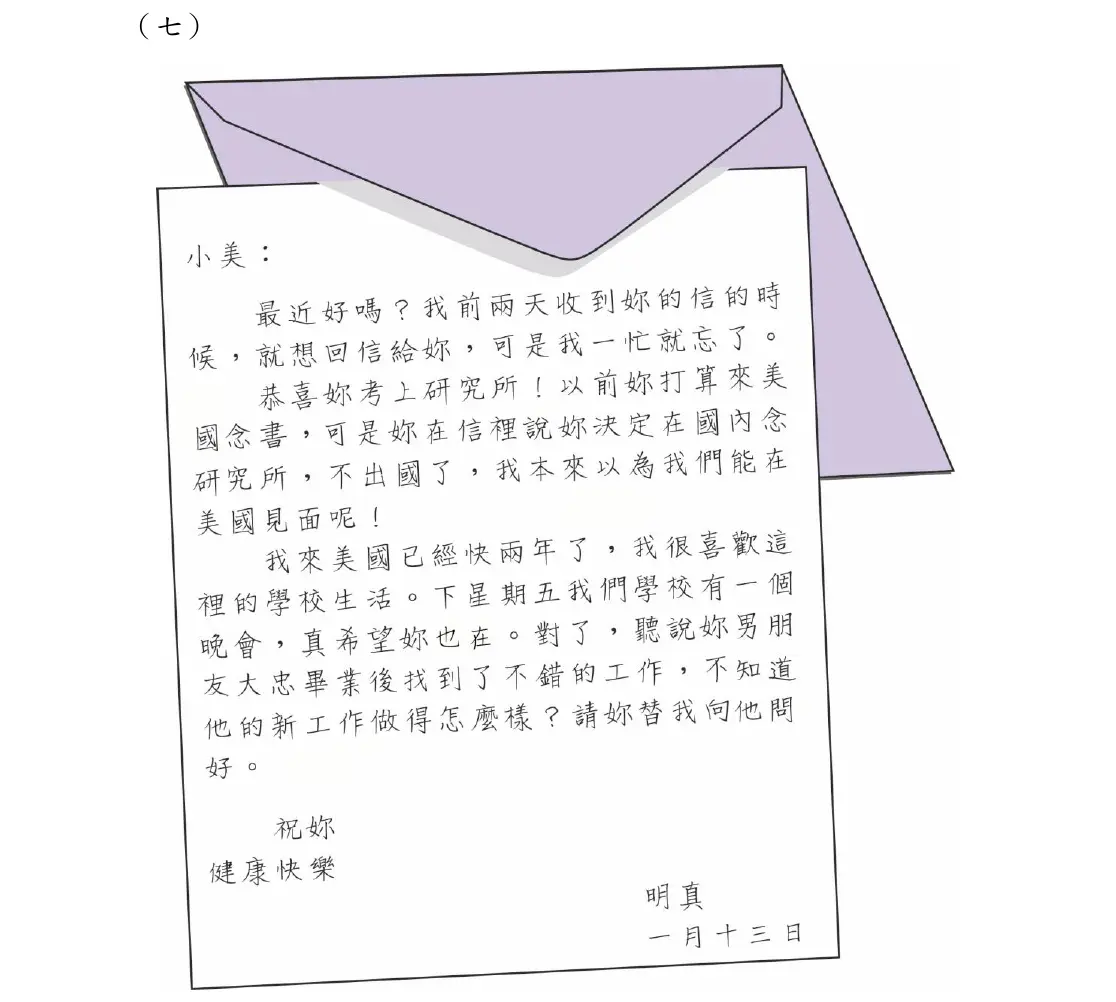 （七）
小美：
最近好嗎？我前兩天收到妳的信的時
候，就想回信給妳，可是我一忙就忘了。
恭喜妳考上研究所！以前妳打算來美
國念書，可是妳在信裡說妳決定在國內念
研究所，不出國了，我本來以為我們能在
美國見面呢！
我來美國已經快兩年了，我很喜歡這
裡的學校生活。下星期五我們學校有一個
晚會，真希望妳也在。對了，聽說妳男朋
友大忠畢業後找到了不錯的工作，不知道
他的新工作做得怎麼樣？請妳替我向他問
好。
祝妳
健康快樂
明真
一月十三日